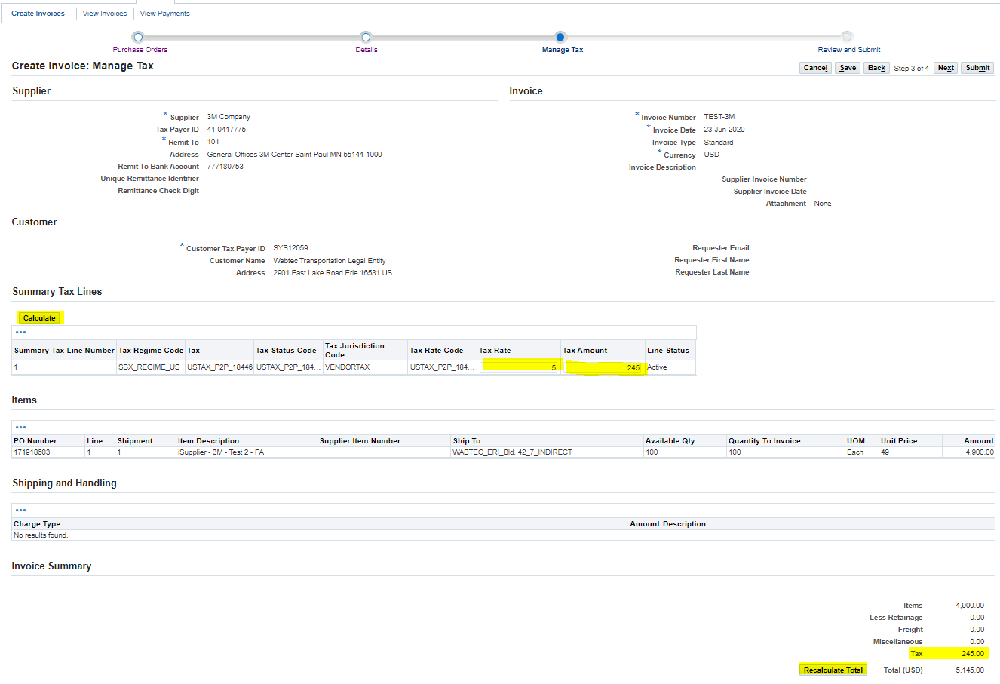 Create Invoices View Invoices View Payments
Purchase Orders Details Manage Tax Review and Submit
Create Invoice: Manage Tax Cancel Save Back Step 3 of 4 Next Submit
Supplier Invoice
* Supplier 3M Company * Invoice Number TEST-3M
Tax Payer ID 41-0417775 * Invoice Date 23-Jun-2020
* Remit To 101 Invoice Type Standard
Address General Offices 3M Center Saint Paul MN 55144-1000 * Currency USD
Remit To Bank Account 777180753 Invoice Description
Unique Remittance Identifier Supplier Invoice Number
Remittance Check Digit Supplier Invoice Date
Attachment None
Customer
* Customer Tax Payer ID SYS12059 Requester Email
Customer Name Wabtec Transportation Legal Entity Requester First Name
Address 2901 East Lake Road Erie 16531 US Requester Last Name
Summary Tax Lines
Calculate
...
Summary Tax Line Number Tax Regime Code Tax Tax Status Code Tax Jurisdiction Code Tax Rate Code Tax Rate Tax Amount Line Status
1 SBX_REGIME_US USTAX_P2P_18446 USTAX_P2P_184... VENDORTAX USTAX_P2P_184... 5 245 Active
Items
...
PO Number Line Shipment Item Description Supplier Item Number Ship To Available Qty Quantity To Invoice UOM Unit Price Amount
171918603 1 1 iSupplier - 3M - Test 2 - PA WABTEC_ERI_Bld. 42_7_INDIRECT 100 100 Each 49 4,900.00
Shipping and Handling
...
Charge Type Amount Description
No results found.
Invoice Summary
Items 4,900.00
Less Retainage 0.00
Freight 0.00
Miscellaneous 0.00
Tax 245.00
Recalculate Total Total (USD) 5,145.00